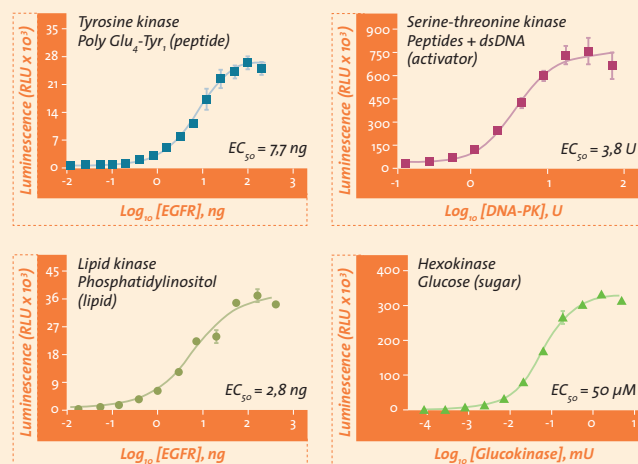 Tyrosine kinase
Poly Glu4-Tyr1 (peptide)
Luminescence (RLU x 10³)
35
28
21
14
7
0
EC50 = 7,7 ng
-2
-1
0
1
2
3
Log10 [EGFR], ng
Serine-threonine kinase
Peptides + dsDNA
(activator)
Luminescence (RLU x 10³)
900
750
600
450
300
150
0
EC50 = 3,8 U
-1
0
1
2
Log10 [DNA-PK], U
Lipid kinase
Phosphatidylinositol
(lipid)
Luminescence (RLU x 10³)
45
36
27
18
9
0
EC50 = 2,8 ng
-2
-1
0
1
2
3
Log10 [EGFR], ng
Hexokinase
Glucose (sugar)
Luminescence (RLU x 10³)
400
300
200
100
0
EC50 = 50 µM
-4
-3
-2
-1
0
1
Log10 [Glucokinase], mU